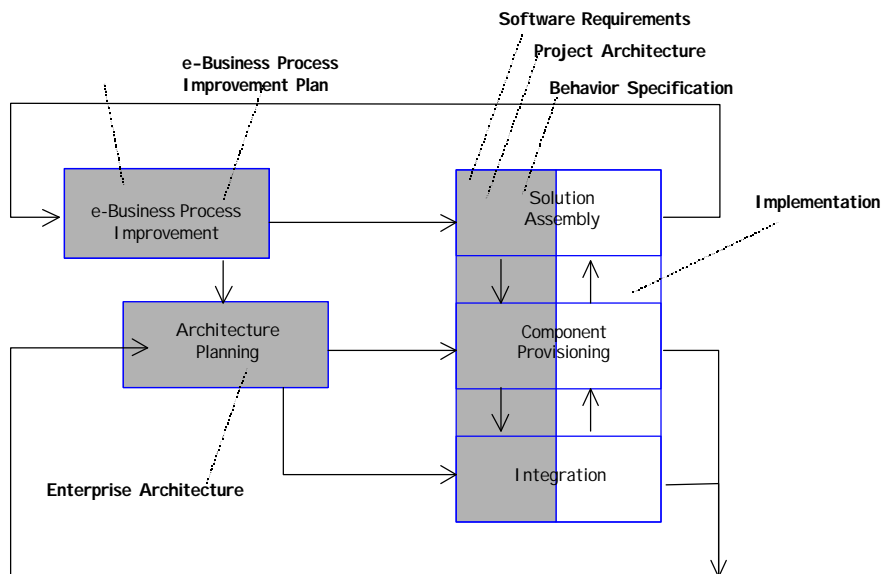 Software Requirements
Project Architecture
e-Business Process
Improvement Plan
Behavior Specification
Solution
Assembly
Implementation
e-Business Process
Improvement
Architecture
Planning
Component
Provisioning
Integration
Enterprise Architecture